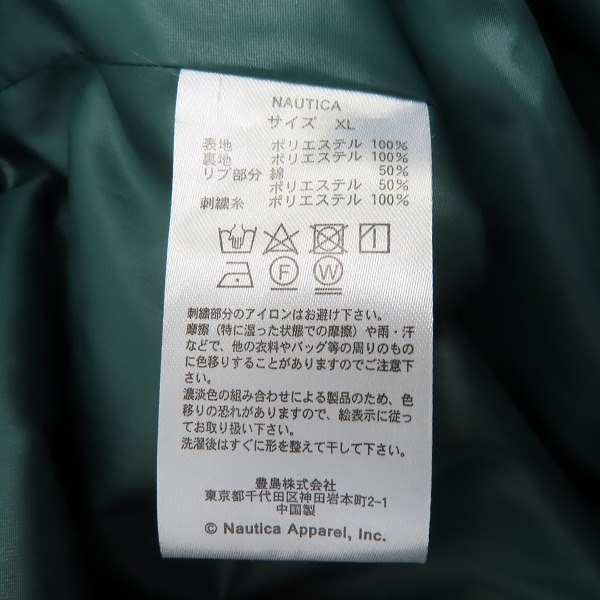 NAUTICA
サイズ XL
表地 ポリエステル 100%
裏地 ポリエステル 100%
リブ部分 綿 50%
ポリエステル 50%
刺繍糸 ポリエステル 100%
F W
刺繍部分のアイロンはお避け下さい。
摩擦（特に湿った状態での摩擦）や雨・汗
などで、他の衣料やバッグ等の周りのもの
に色移りすることがありますのでご注意下
さい。
濃淡色の組み合わせによる製品のため、色
移りの恐れがありますので、絵表示に従っ
てお取り扱い下さい。
洗濯後はすぐに形を整えて干して下さい。
豊島株式会社
東京都千代田区神田岩本町2-1
中国製
© Nautica Apparel, Inc.